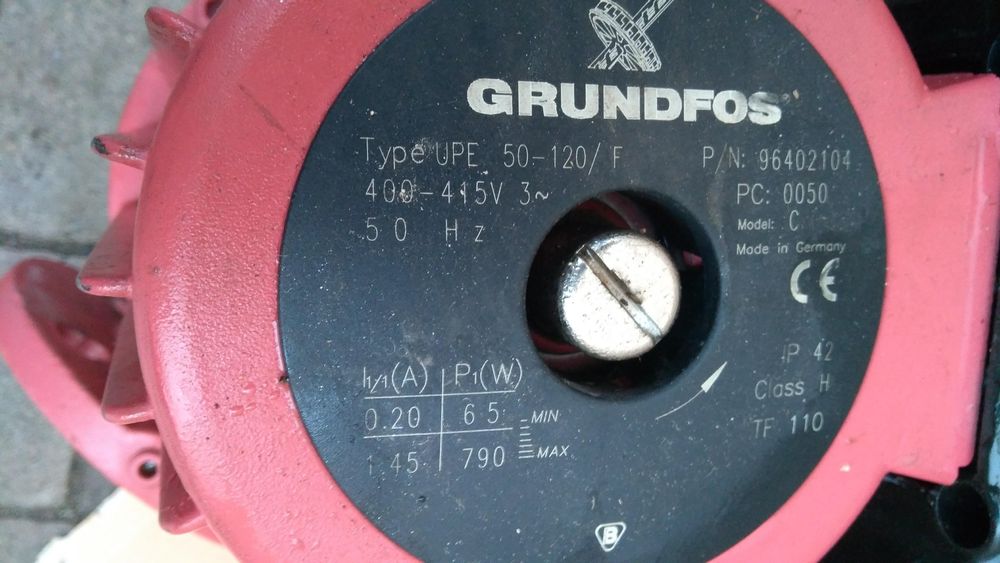 GRUNDFOS
Type UPE 50-120/ F
400-415V 3~
50 Hz
P/N: 96402104
PC: 0050
Model: C
Made in Germany
CE
IP 42
Class H
TF 110
I1/1(A) P1(W)
0.20 65 MIN
1.45 790 MAX
B